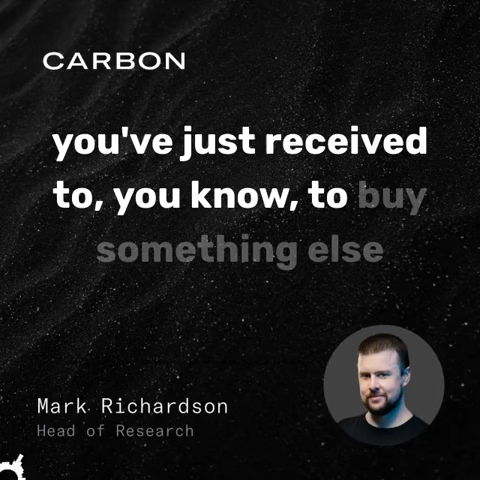 CARBON
you've just received
to, you know, to buy
something else
Mark Richardson
Head of Research